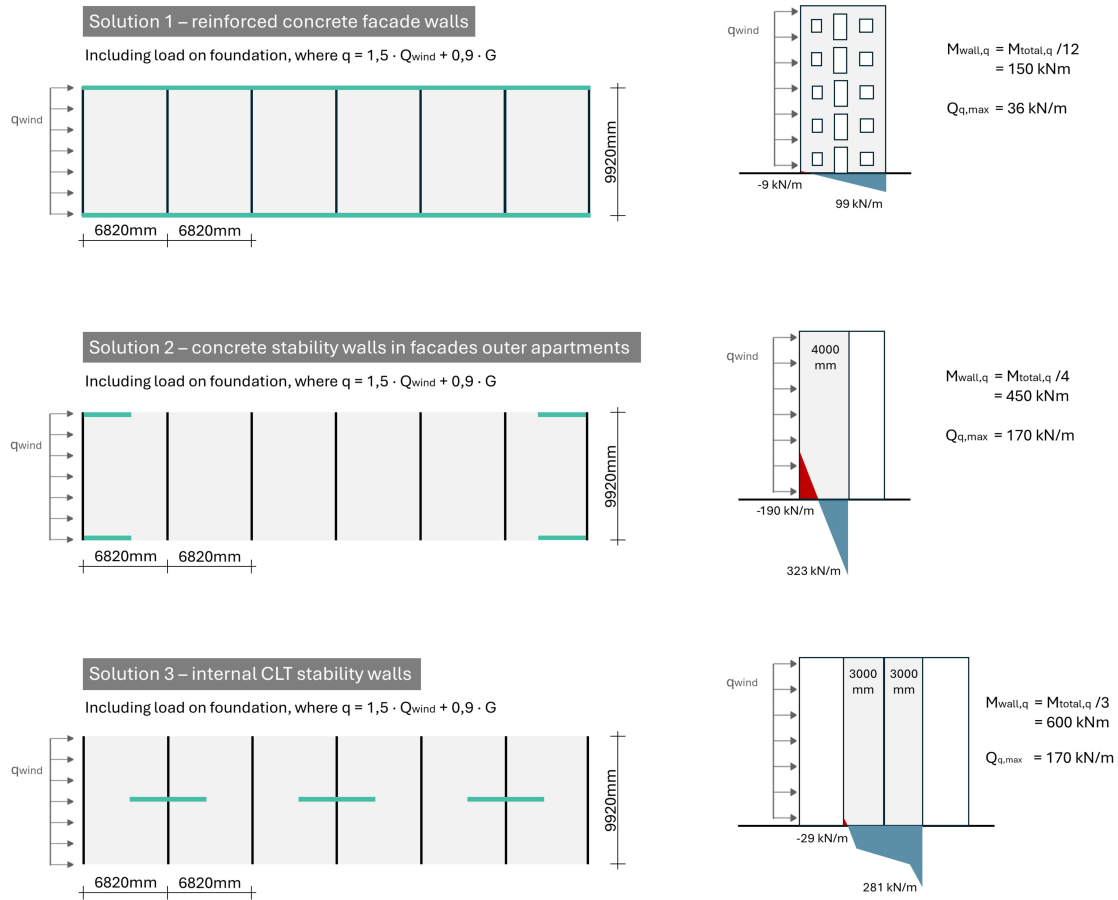 Solution 1 – reinforced concrete facade walls
Including load on foundation, where q = 1,5 · Qwind + 0,9 · G
qwind
9920mm
6820mm 6820mm
qwind
-9 kN/m
99 kN/m
Mwall,q = Mtotal,q /12
= 150 kNm
Qq,max = 36 kN/m
Solution 2 – concrete stability walls in facades outer apartments
Including load on foundation, where q = 1,5 · Qwind + 0,9 · G
qwind
9920mm
6820mm 6820mm
qwind
4000
mm
-190 kN/m
323 kN/m
Mwall,q = Mtotal,q /4
= 450 kNm
Qq,max = 170 kN/m
Solution 3 – internal CLT stability walls
Including load on foundation, where q = 1,5 · Qwind + 0,9 · G
qwind
9920mm
6820mm 6820mm
qwind
3000 3000
mm mm
-29 kN/m
281 kN/m
Mwall,q = Mtotal,q /3
= 600 kNm
Qq,max = 170 kN/m